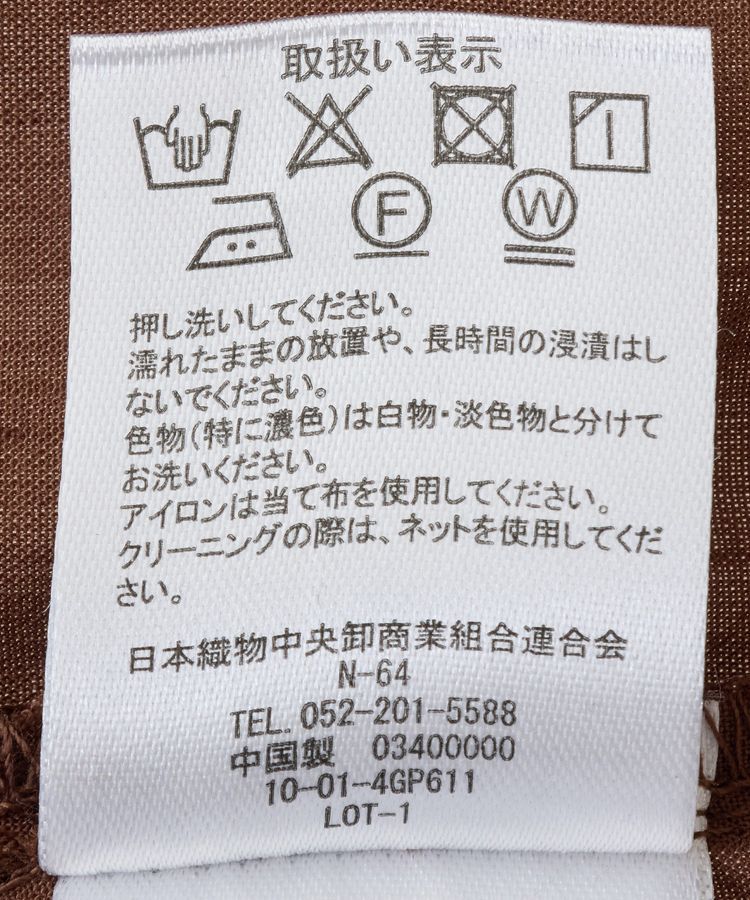 取扱い表示
F
W
押し洗いしてください。
濡れたままの放置や、長時間の浸漬はし
ないでください。
色物(特に濃色)は白物・淡色物と分けて
お洗いください。
アイロンは当て布を使用してください。
クリーニングの際は、ネットを使用してくだ
さい。
日本織物中央卸商業組合連合会
N-64
TEL. 052-201-5588
中国製 03400000
10-01-4GP611
LOT-1